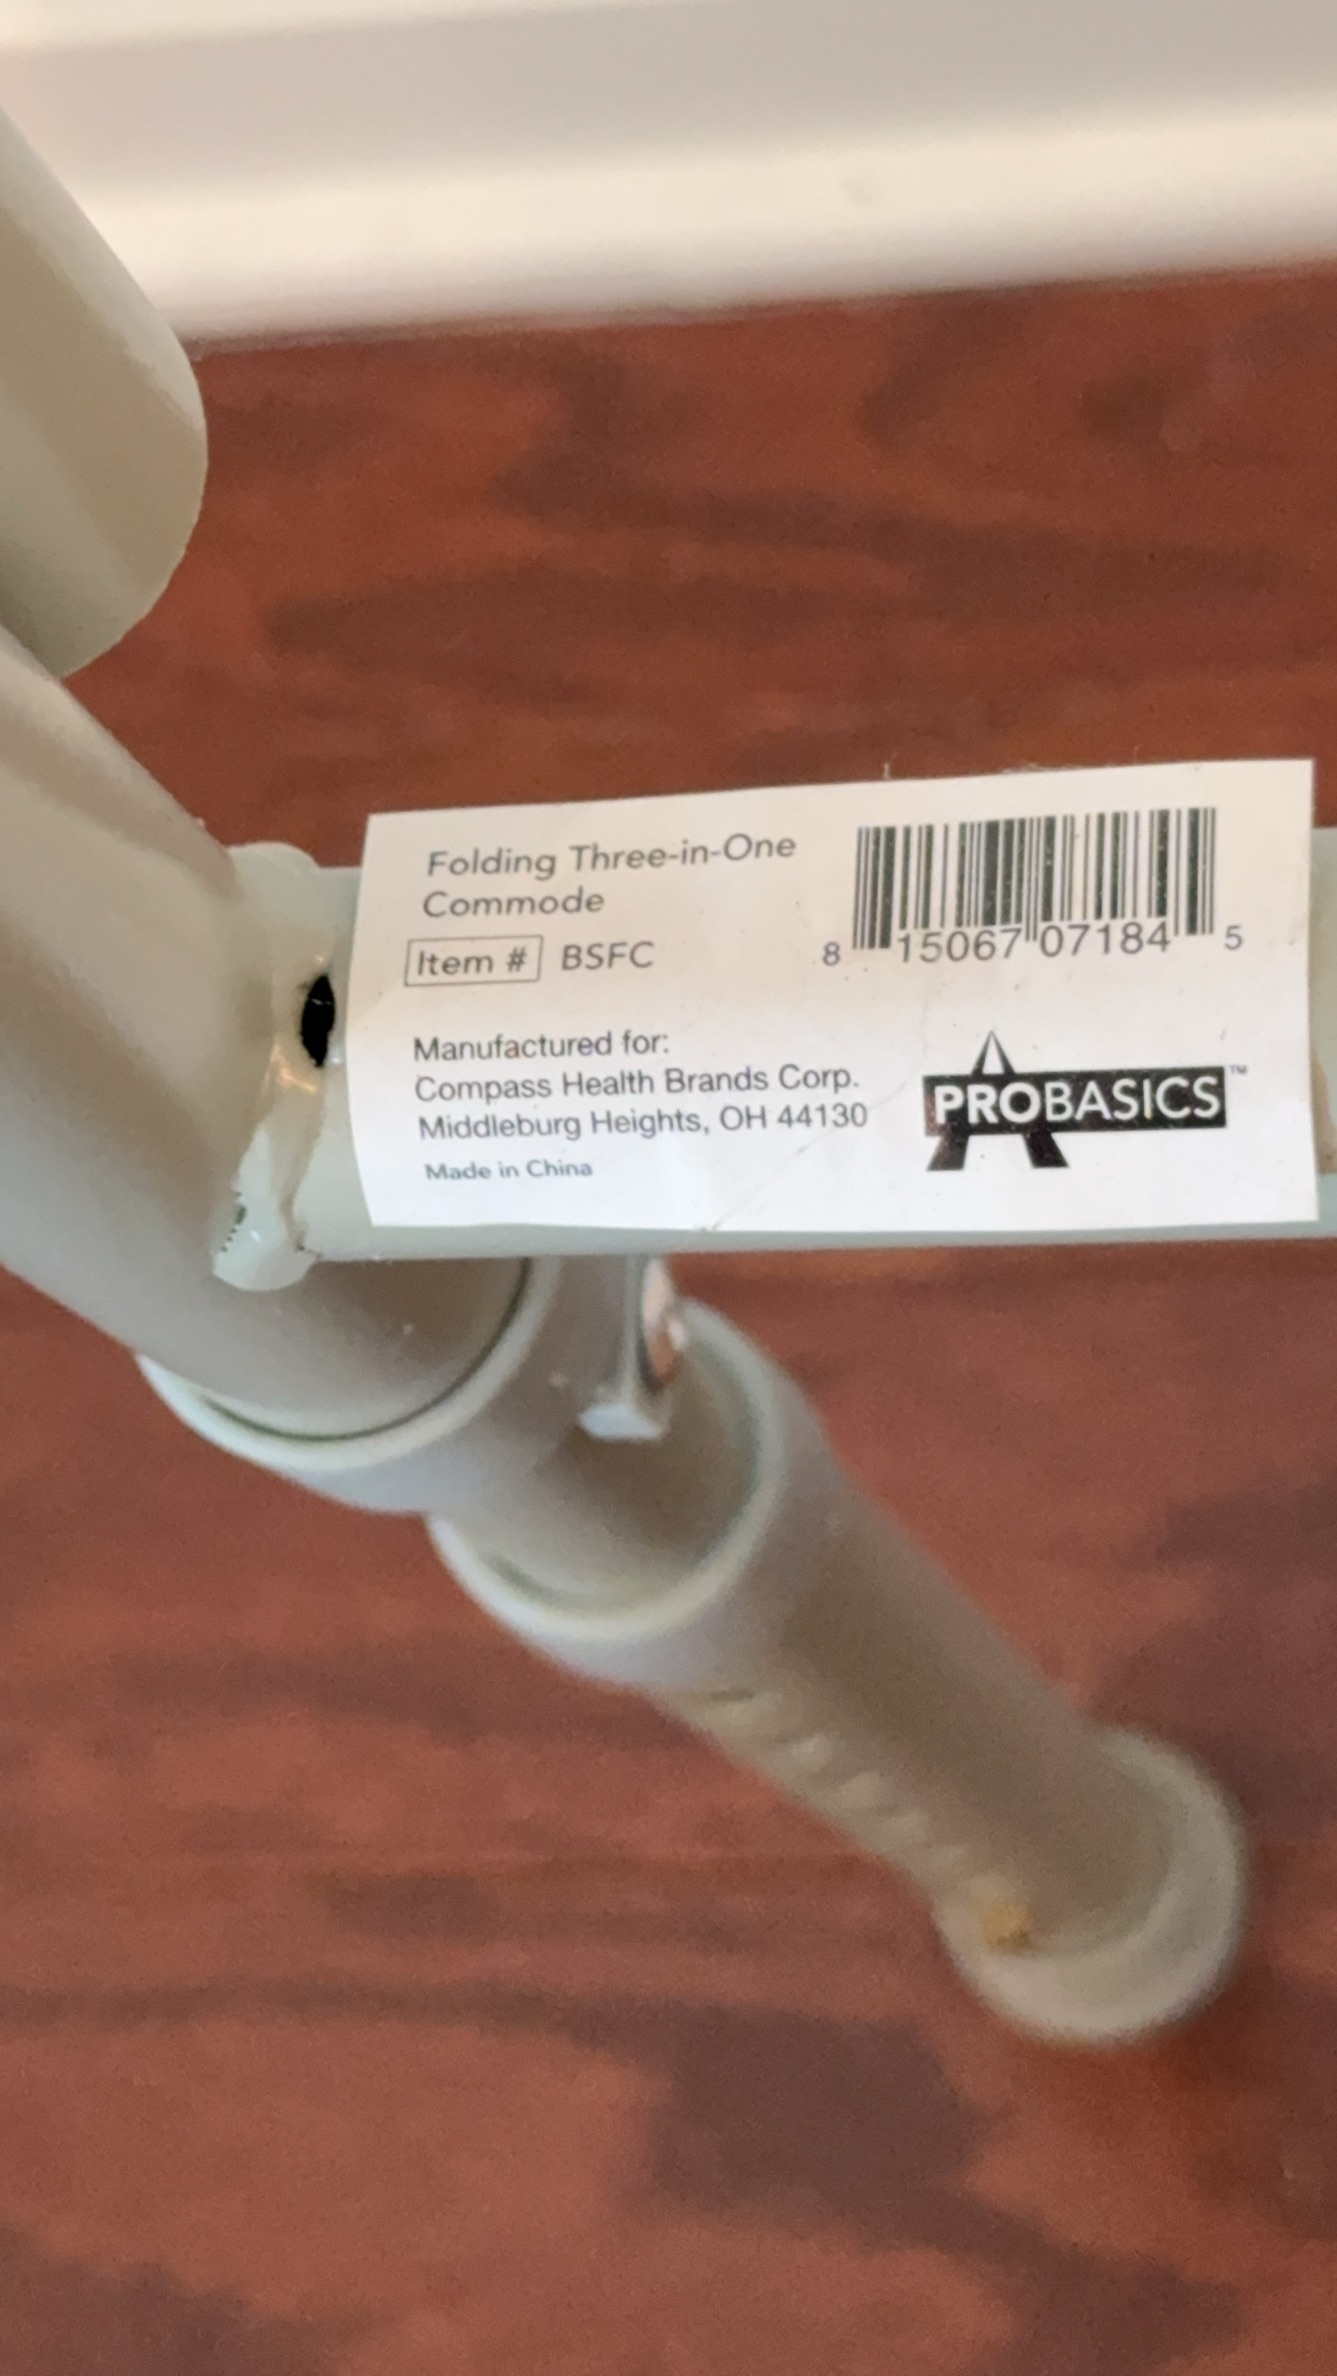 Folding Three-in-One
Commode
Item # BSFC
8 15067 07184 5
Manufactured for:
Compass Health Brands Corp.
Middleburg Heights, OH 44130
Made in China
PROBASICS™